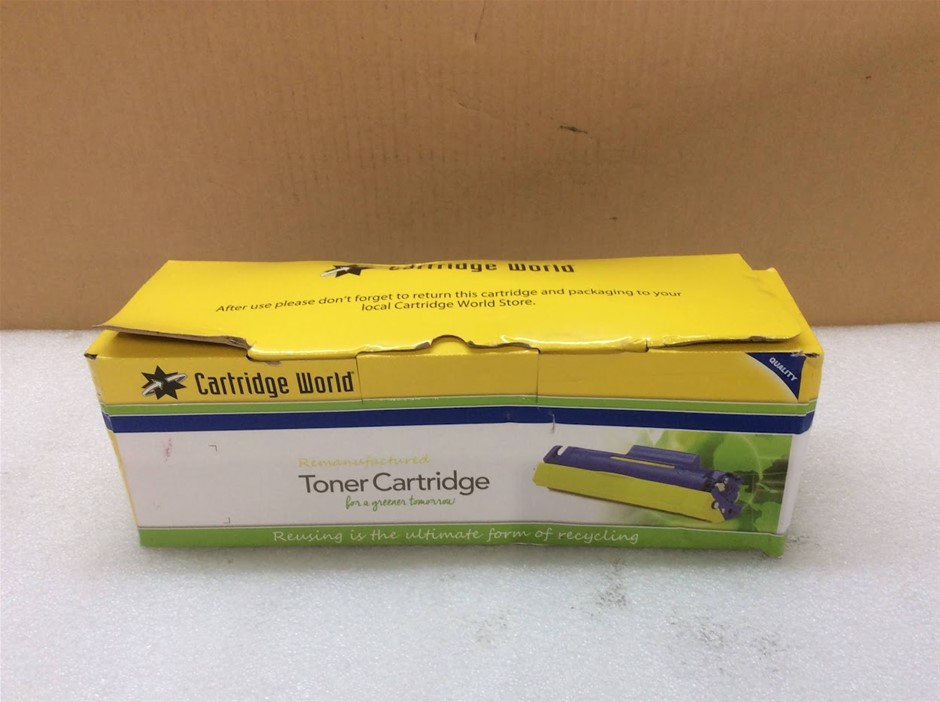 Cartridge World
After use please don't forget to return this cartridge and packaging to your
local Cartridge World Store.
Cartridge World
QUALITY
Remanufactured
Toner Cartridge
for a greener tomorrow
Reusing is the ultimate form of recycling